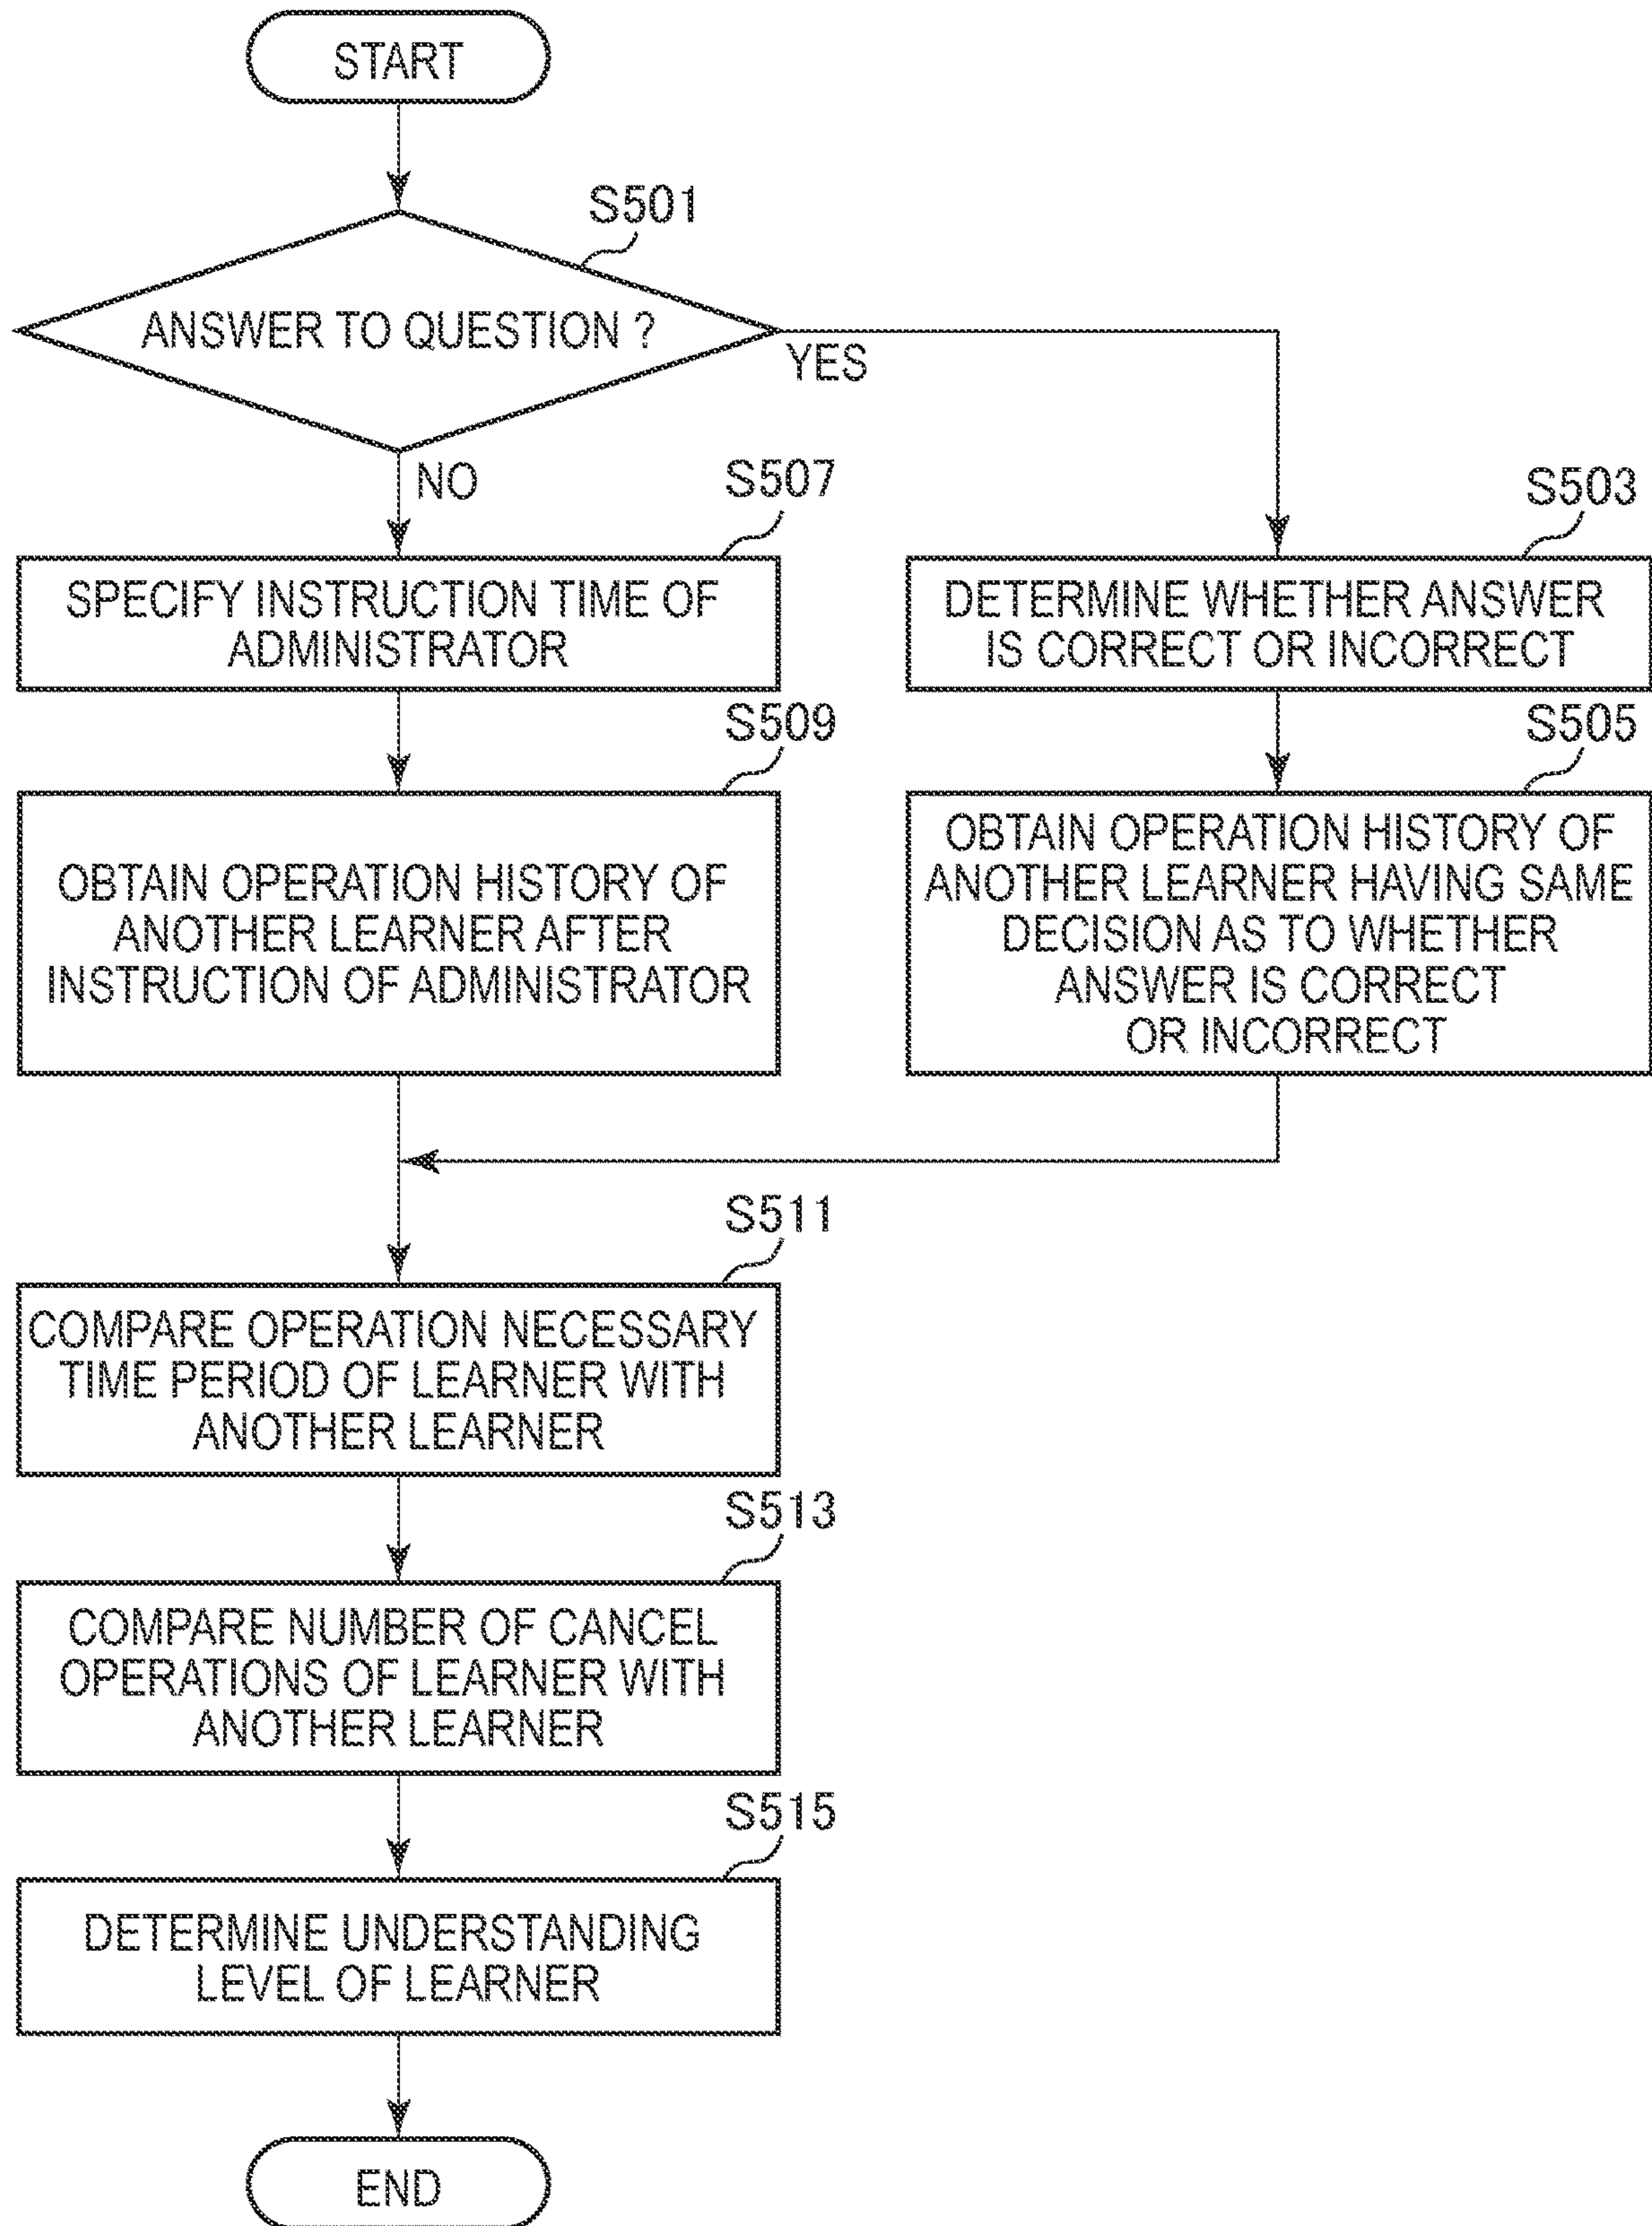 START
S501
ANSWER TO QUESTION ?
YES
NO
S507
SPECIFY INSTRUCTION TIME OF
ADMINISTRATOR
S503
DETERMINE WHETHER ANSWER
IS CORRECT OR INCORRECT
S509
OBTAIN OPERATION HISTORY OF
ANOTHER LEARNER AFTER
INSTRUCTION OF ADMINISTRATOR
S505
OBTAIN OPERATION HISTORY OF
ANOTHER LEARNER HAVING SAME
DECISION AS TO WHETHER
ANSWER IS CORRECT
OR INCORRECT
S511
COMPARE OPERATION NECESSARY
TIME PERIOD OF LEARNER WITH
ANOTHER LEARNER
S513
COMPARE NUMBER OF CANCEL
OPERATIONS OF LEARNER WITH
ANOTHER LEARNER
S515
DETERMINE UNDERSTANDING
LEVEL OF LEARNER
END